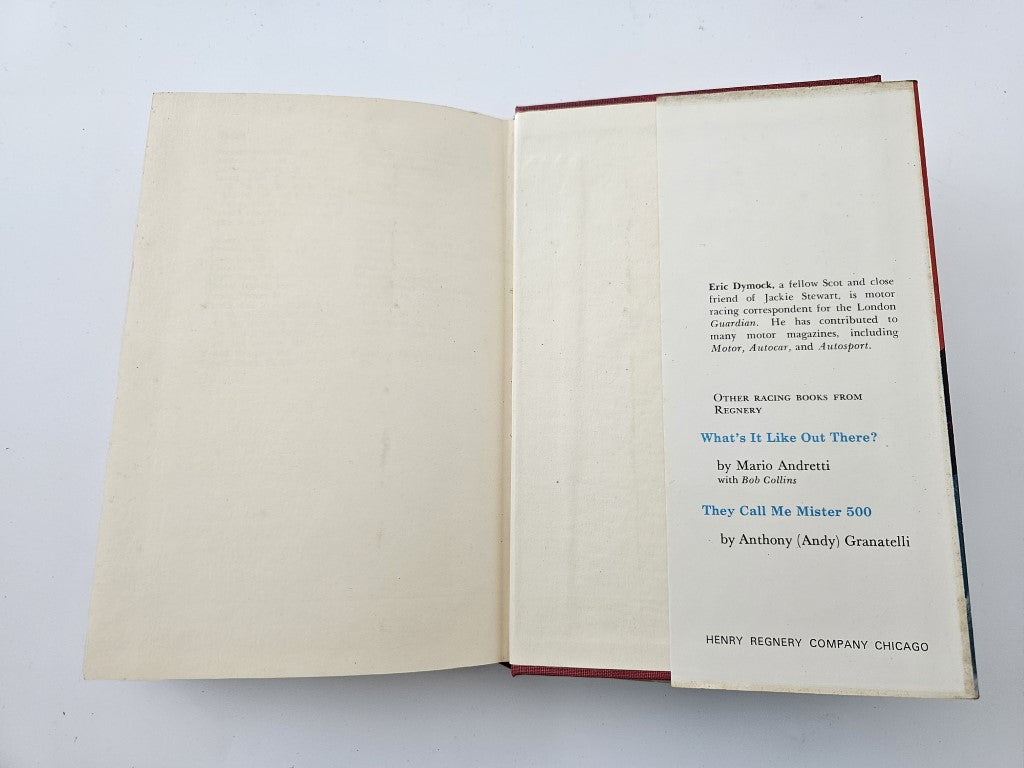 Eric Dymock, a fellow Scot and close
friend of Jackie Stewart, is motor
racing correspondent for the London
Guardian. He has contributed to
many motor magazines, including
Motor, Autocar, and Autosport.
OTHER RACING BOOKS FROM
REGNERY
What's It Like Out There?
by Mario Andretti
with Bob Collins
They Call Me Mister 500
by Anthony (Andy) Granatelli
HENRY REGNERY COMPANY CHICAGO